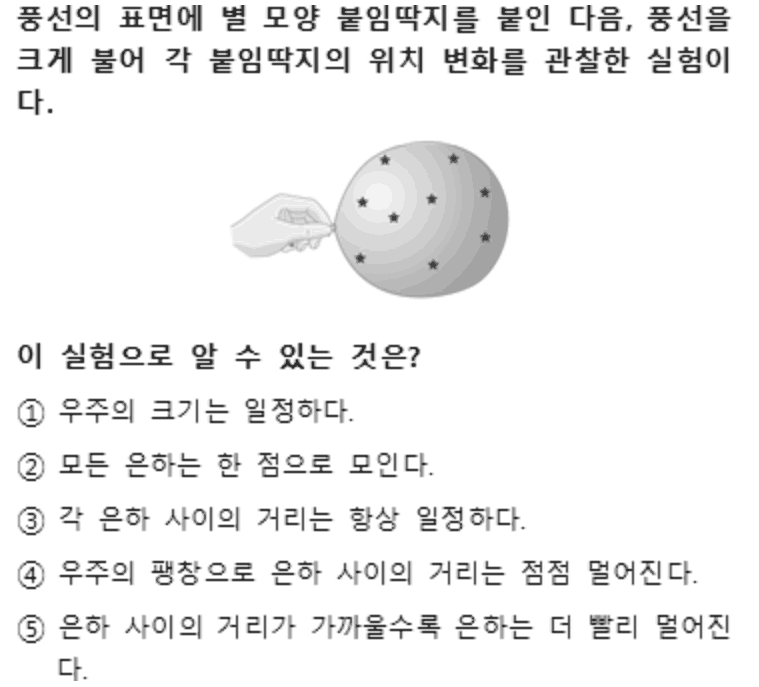 풍선의 표면에 별 모양 붙임딱지를 붙인 다음, 풍선을
크게 불어 각 붙임딱지의 위치 변화를 관찰한 실험이
다.
이 실험으로 알 수 있는 것은?
① 우주의 크기는 일정하다.
② 모든 은하는 한 점으로 모인다.
③ 각 은하 사이의 거리는 항상 일정하다.
④ 우주의 팽창으로 은하 사이의 거리는 점점 멀어진다.
⑤ 은하 사이의 거리가 가까울수록 은하는 더 빨리 멀어진
다.